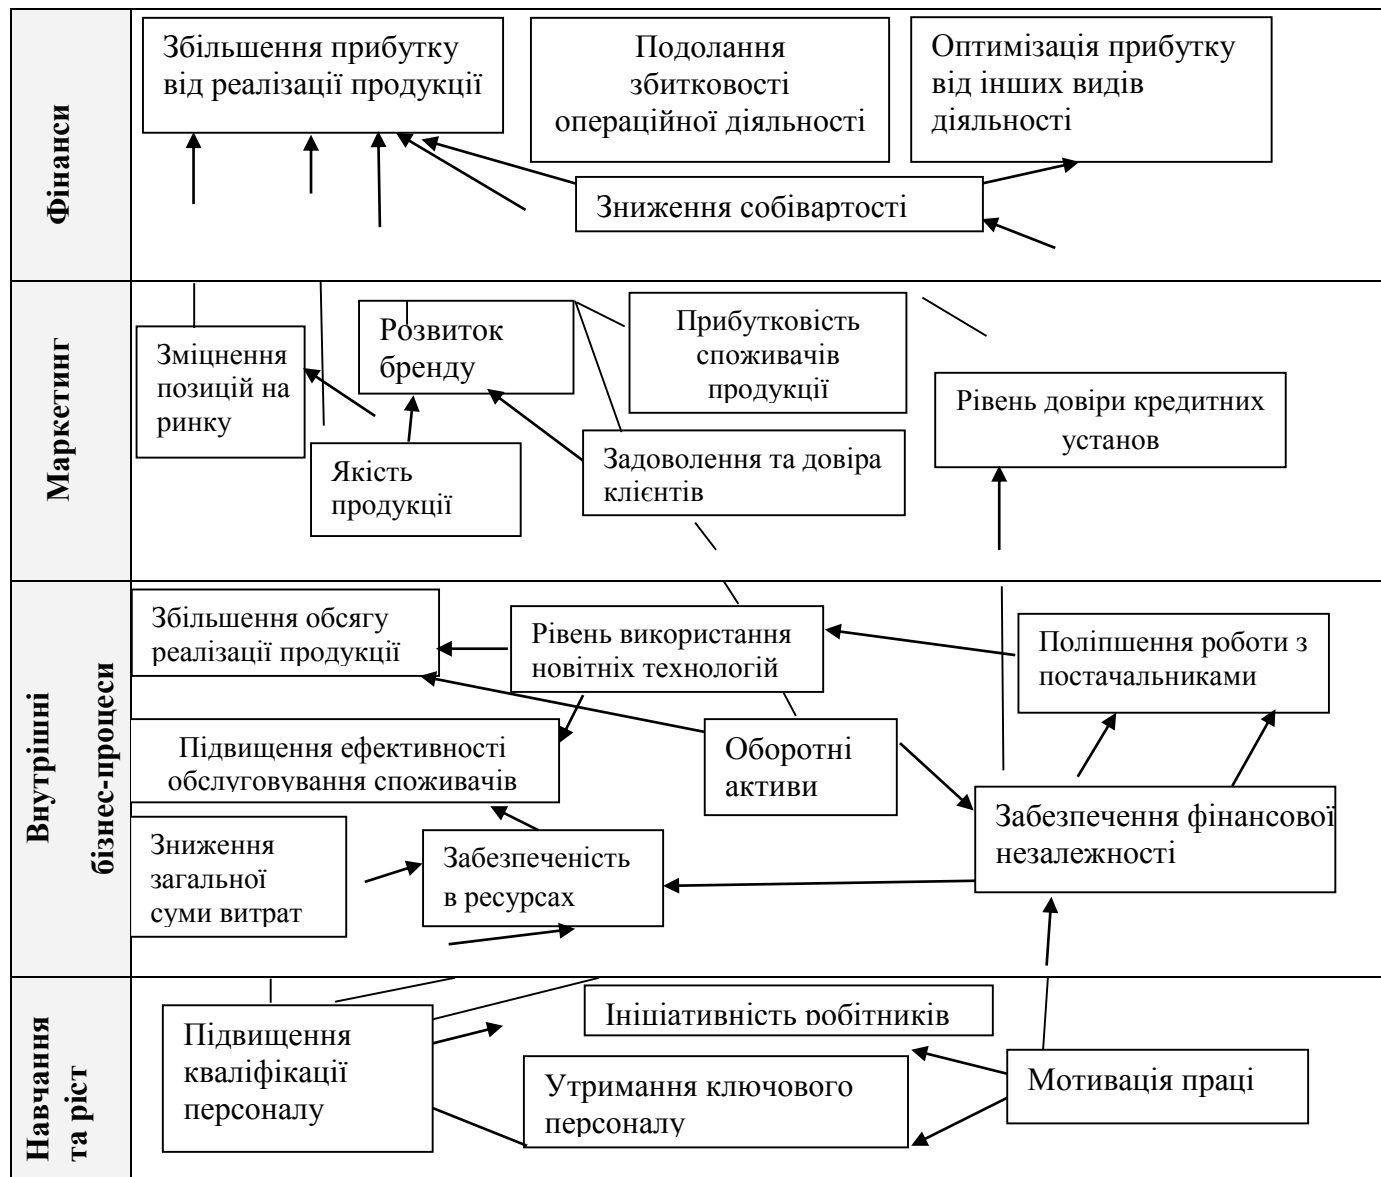 Фінанси
Збільшення прибутку
від реалізації продукції
Подолання
збитковості
операційної діяльності
Оптимізація прибутку
від інших видів
діяльності
Зниження собівартості
Маркетинг
Зміцнення
позицій на
ринку
Розвиток
бренду
Прибутковість
споживачів
продукції
Рівень довіри кредитних
установ
Якість
продукції
Задоволення та довіра
клієнтів
Внутрішні
бізнес-процеси
Збільшення обсягу
реалізації продукції
Рівень використання
новітніх технологій
Поліпшення роботи з
постачальниками
Підвищення ефективності
обслуговування споживачів
Оборотні
активи
Забезпечення фінансової
незалежності
Зниження
загальної
суми витрат
Забезпеченість
в ресурсах
Навчання
та ріст
Підвищення
кваліфікації
персоналу
Ініціативність робітників
Утримання ключового
персоналу
Мотивація праці